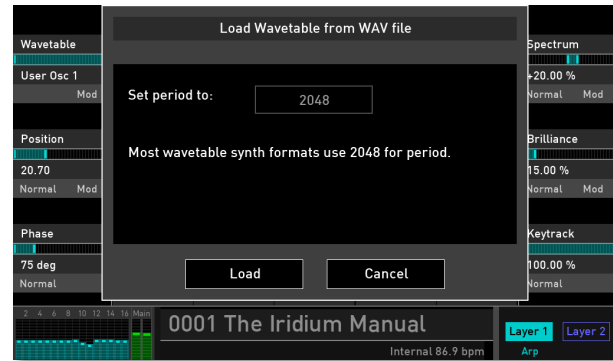 Load Wavetable from WAV file
Wavetable
User Osc 1
Mod
Position
20.70
Normal Mod
Phase
75 deg
Normal
Set period to: 2048
Most wavetable synth formats use 2048 for period.
Load Cancel
Spectrum
+20.00 %
Normal Mod
Brilliance
15.00 %
Normal Mod
Keytrack
100.00 %
Normal
2 4 6 8 10 12 14 16 Main
0001 The Iridium Manual
Internal 86.9 bpm
Layer 1 Layer 2
Arp